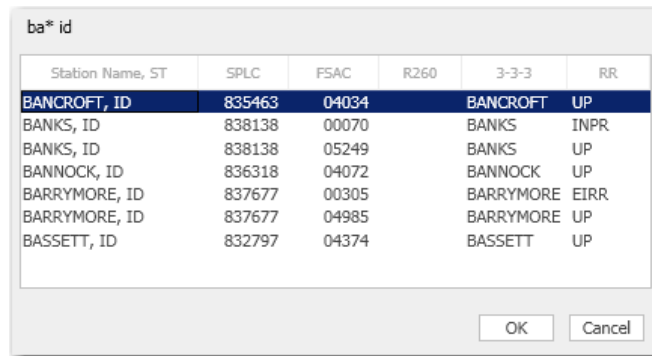 ba* id
Station Name, ST SPLC FSAC R260 3-3-3 RR
BANCROFT, ID 835463 04034 BANCROFT UP
BANKS, ID 838138 00070 BANKS INPR
BANKS, ID 838138 05249 BANKS UP
BANNOCK, ID 836318 04072 BANNOCK UP
BARRYMORE, ID 837677 00305 BARRYMORE EIRR
BARRYMORE, ID 837677 04985 BARRYMORE UP
BASSETT, ID 832797 04374 BASSETT UP
OK Cancel